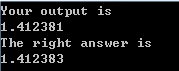 Your output is
1.412381
The right answer is
1.412383